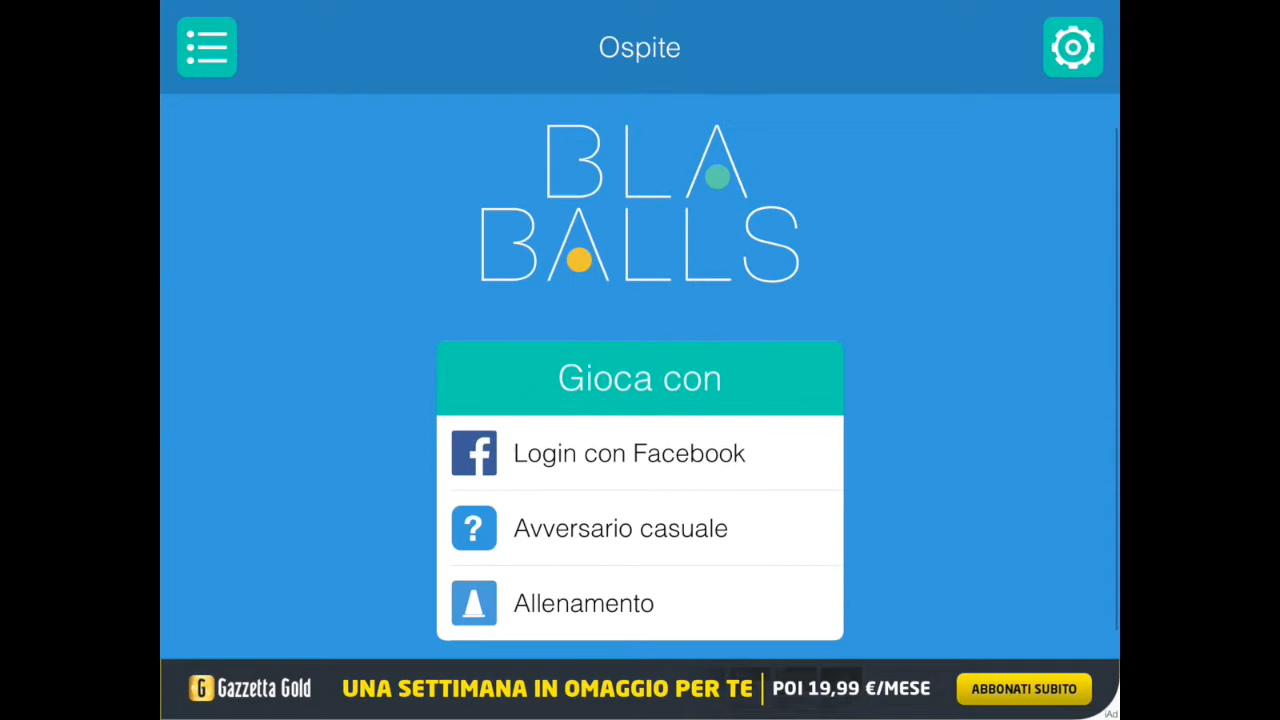 Ospite
BLA
BALLS
Gioca con
Login con Facebook
? Avversario casuale
Allenamento
G Gazzetta Gold UNA SETTIMANA IN OMAGGIO PER TE POI 19,99 €/MESE ABBONATI SUBITO
iAd